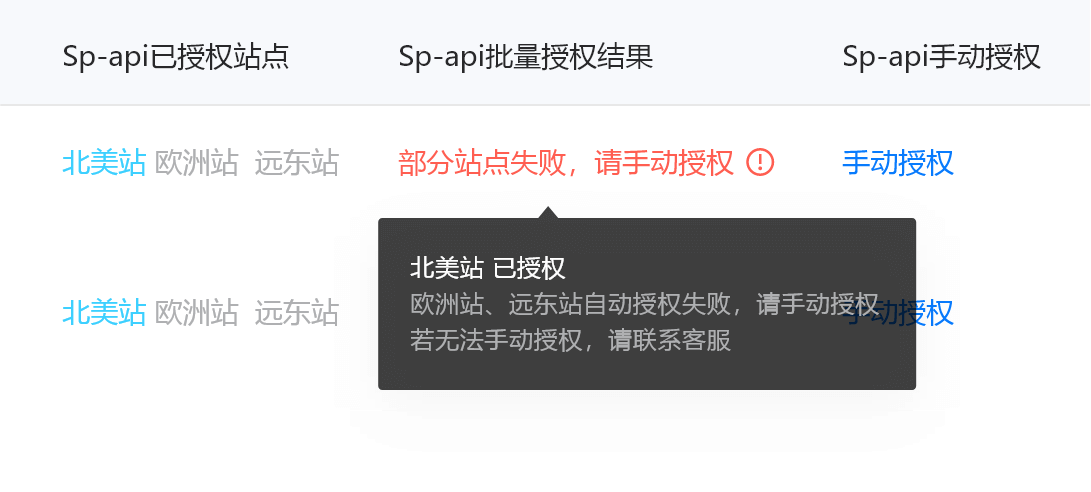 Sp-api已授权站点 Sp-api批量授权结果 Sp-api手动授权
北美站 欧洲站 远东站 部分站点失败，请手动授权 手动授权
北美站 已授权
欧洲站、远东站自动授权失败，请手动授权
若无法手动授权，请联系客服
北美站 欧洲站 远东站 手动授权